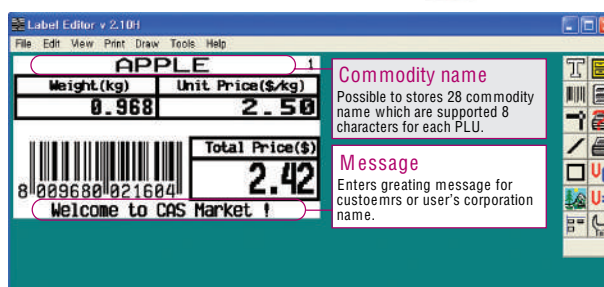 Label Editor v 2.10H
File Edit View Print Draw Tools Help
APPLE 1
Weight(kg) Unit Price($/kg)
0.968 2.50
Total Price($)
2.42
8 009680 021604
Welcome to CAS Market !
Commodity name
Possible to stores 28 commodity
name which are supported 8
characters for each PLU.
Message
Enters greating message for
custoemrs or user's corporation
name.